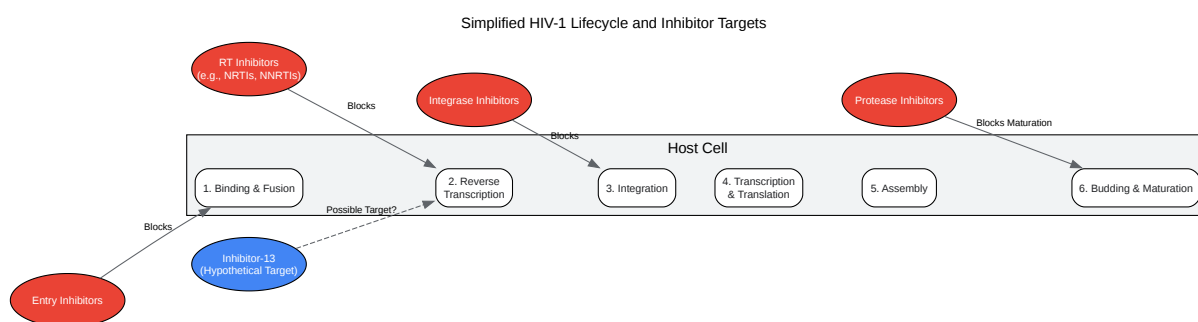 Simplified HIV-1 Lifecycle and Inhibitor Targets
RT Inhibitors
(e.g., NRTIs, NNRTIs)
Integrase Inhibitors
Protease Inhibitors
Blocks
Blocks
Blocks Maturation
Host Cell
1. Binding & Fusion
2. Reverse
Transcription
3. Integration
4. Transcription
& Translation
5. Assembly
6. Budding & Maturation
Possible Target?
Blocks
Inhibitor-13
(Hypothetical Target)
Entry Inhibitors